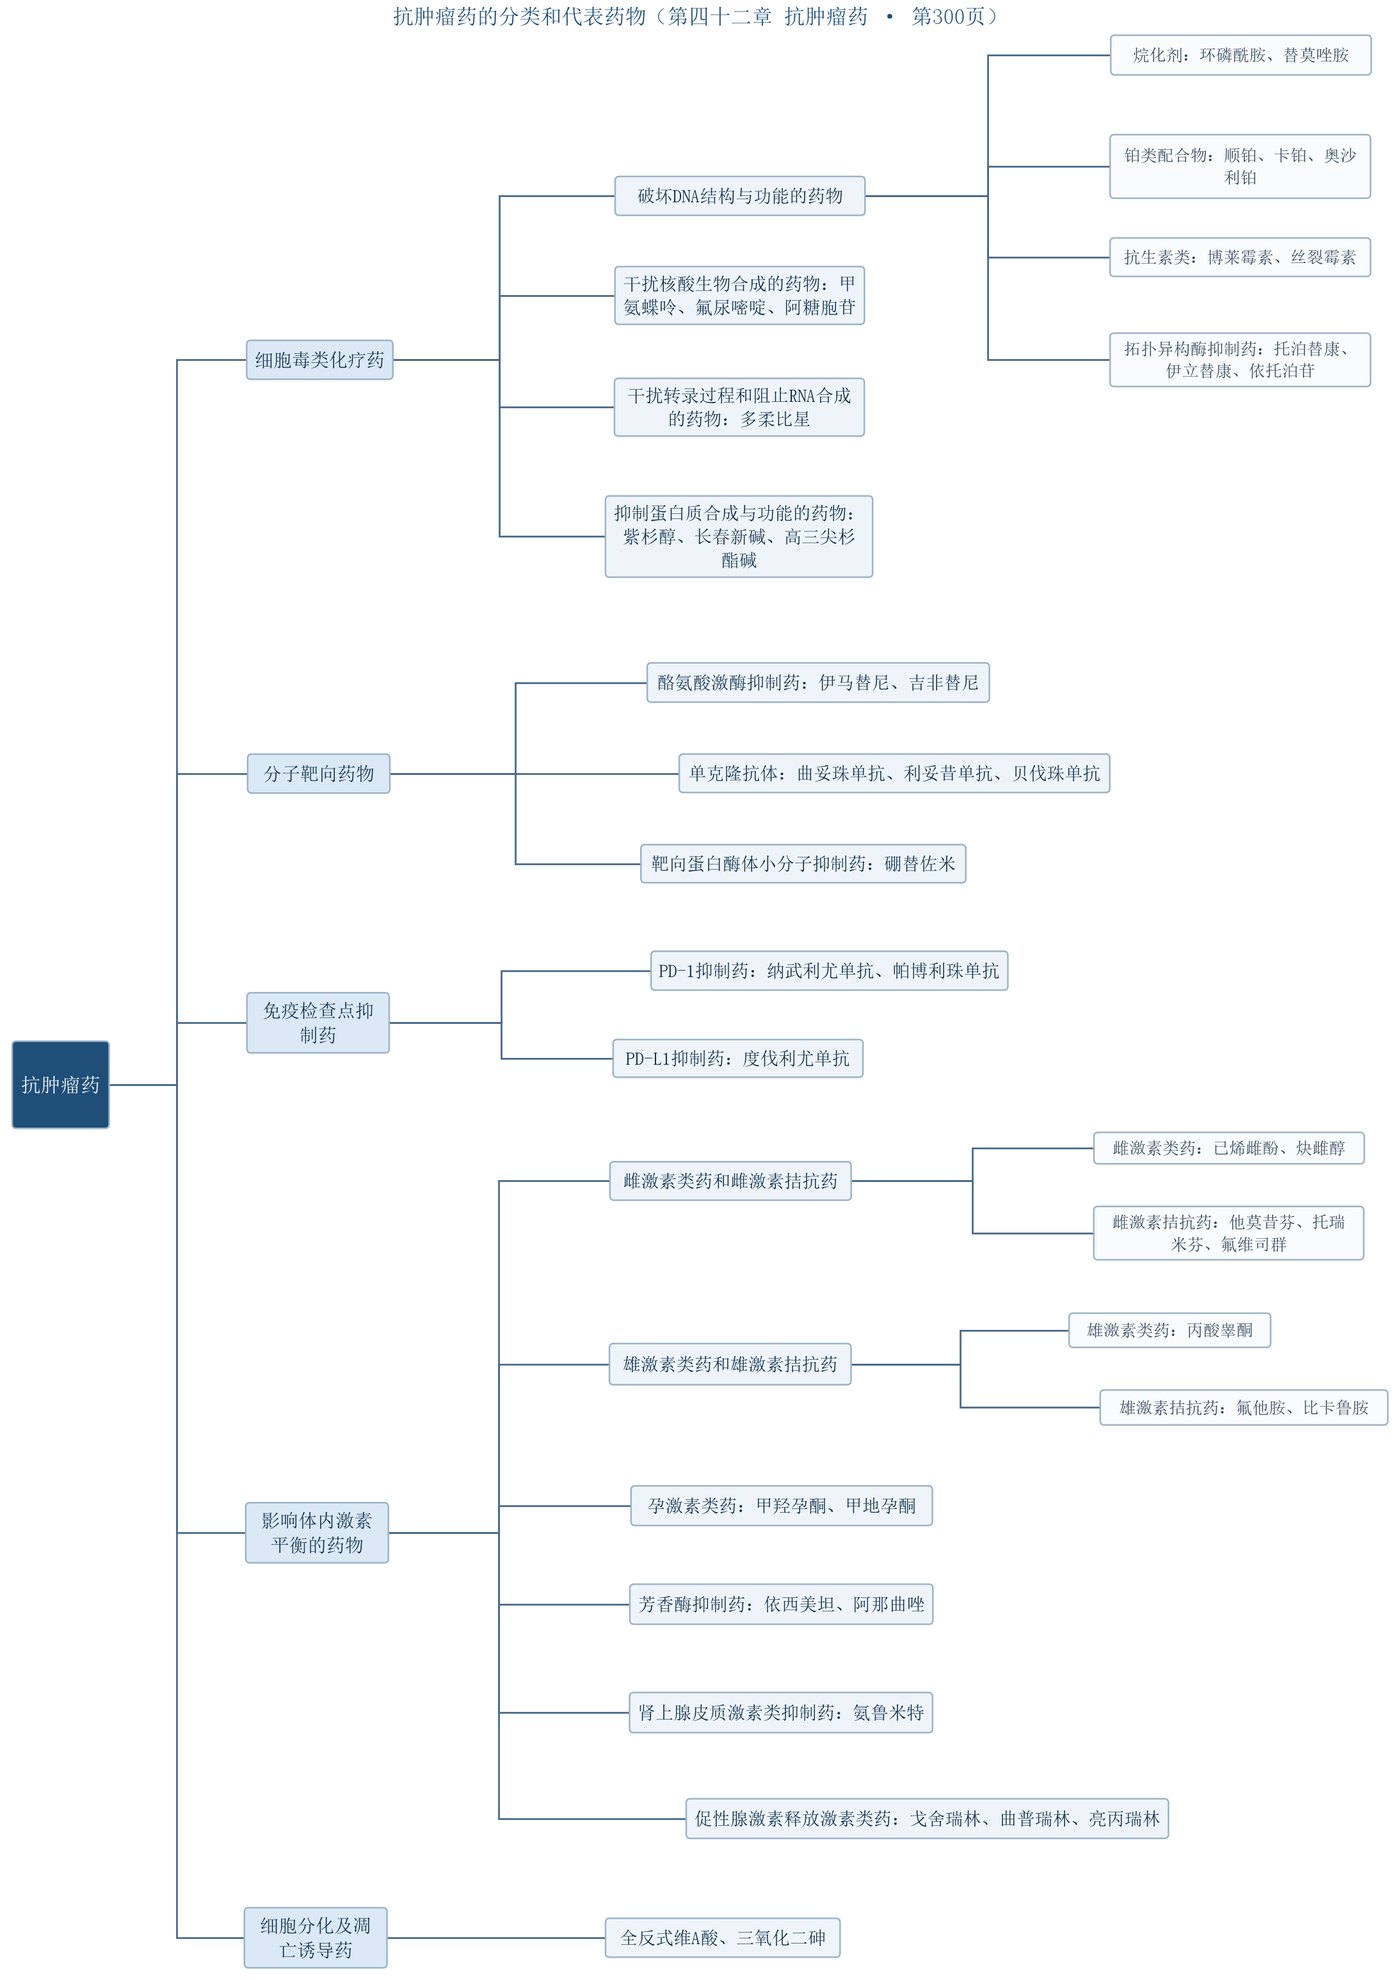 抗肿瘤药的分类和代表药物（第四十二章 抗肿瘤药 · 第300页）
抗肿瘤药
细胞毒类化疗药
破坏DNA结构与功能的药物
烷化剂：环磷酰胺、替莫唑胺
铂类配合物：顺铂、卡铂、奥沙
利铂
抗生素类：博莱霉素、丝裂霉素
拓扑异构酶抑制药：托泊替康、
伊立替康、依托泊苷
干扰核酸生物合成的药物：甲
氨蝶呤、氟尿嘧啶、阿糖胞苷
干扰转录过程和阻止RNA合成
的药物：多柔比星
抑制蛋白质合成与功能的药物：
紫杉醇、长春新碱、高三尖杉
酯碱
分子靶向药物
酪氨酸激酶抑制药：伊马替尼、吉非替尼
单克隆抗体：曲妥珠单抗、利妥昔单抗、贝伐珠单抗
靶向蛋白酶体小分子抑制药：硼替佐米
免疫检查点抑
制药
PD-1抑制药：纳武利尤单抗、帕博利珠单抗
PD-L1抑制药：度伐利尤单抗
影响体内激素
平衡的药物
雌激素类药和雌激素拮抗药
雌激素类药：已烯雌酚、炔雌醇
雌激素拮抗药：他莫昔芬、托瑞
米芬、氟维司群
雄激素类药和雄激素拮抗药
雄激素类药：丙酸睾酮
雄激素拮抗药：氟他胺、比卡鲁胺
孕激素类药：甲羟孕酮、甲地孕酮
芳香酶抑制药：依西美坦、阿那曲唑
肾上腺皮质激素类抑制药：氨鲁米特
促性腺激素释放激素类药：戈舍瑞林、曲普瑞林、亮丙瑞林
细胞分化及凋
亡诱导药
全反式维A酸、三氧化二砷